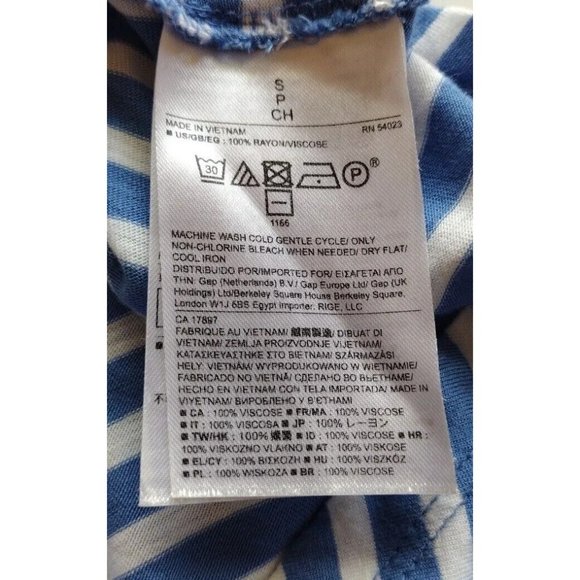 S
P
CH
MADE IN VIETNAM RN 54023
■ US/GB/EG : 100% RAYON/VISCOSE
30 P ®
1166
MACHINE WASH COLD GENTLE CYCLE/ ONLY
NON-CHLORINE BLEACH WHEN NEEDED/ DRY FLAT/
COOL IRON
DISTRIBUIDO POR/IMPORTED FOR/ ΕΙΣΑΓΕΤΑΙ ΑΠΟ
ΤΗΝ: Gap (Netherlands) B.V./ Gap Europe Ltd/ Gap (UK
Holdings) Ltd/Berkeley Square House Berkeley Square,
London W1J 6BS Egypt importer: RIGE, LLC
CA 17897
FABRIQUE AU VIETNAM/ 越南製造/ DIBUAT DI
VIETNAM/ ZEMLJA PROIZVODNJE VIJETNAM/
ΚΑΤΑΣΚΕΥΑΣΤΗΚΕ ΣΤΟ ΒΙΕΤΝΑΜ/ SZÁRMAZÁSI
HELY: VIETNÁM/ WYPRODUKOWANO W WIETNAMIE/
FABRICADO NO VIETNÃ/ СДЕЛАНО ВО ВЬЕТНАМЕ/
HECHO EN VIETNAM CON TELA IMPORTADA/ MADE IN
VIYETNAM/ ВИРОБЛЕНО У В'ЄТНАМІ
■ CA : 100% VISCOSE ■ FR/MA : 100% VISCOSE
■ IT : 100% VISCOSA ■ JP : 100% レーヨン
■ TW/HK : 100% 嫘縈 ■ ID : 100% VISCOSE ■ HR :
100% VISKOZNO VLAKNO ■ AT : 100% VISKOSE
■ EL/CY : 100% ΒΙΣΚΟΖΗ ■ HU : 100% VISZKÓZ
■ PL : 100% WISKOZA ■ BR : 100% VISCOSE